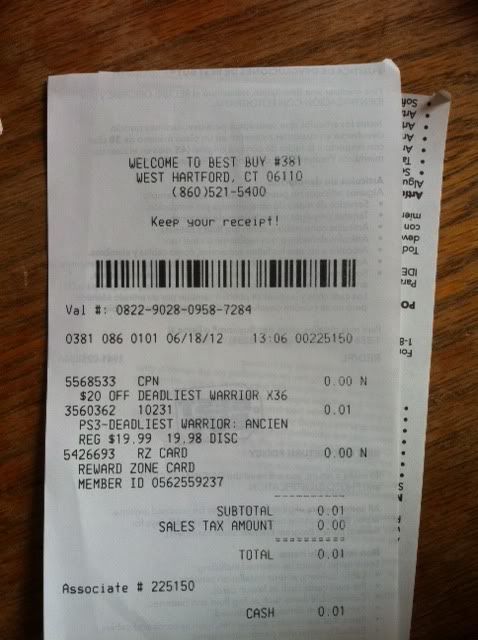 WELCOME TO BEST BUY #381
WEST HARTFORD, CT 06110
(860)521-5400
Keep your receipt!
Val #: 0822-9028-0958-7284
0381 086 0101 06/18/12 13:06 00225150
5568533 CPN 0.00 N
$20 OFF DEADLIEST WARRIOR X36
3560362 10231 0.01
PS3-DEADLIEST WARRIOR: ANCIEN
REG $19.99 19.98 DISC
5426693 RZ CARD 0.00 N
REWARD ZONE CARD
MEMBER ID 0562559237
SUBTOTAL 0.01
SALES TAX AMOUNT 0.00
==========
TOTAL 0.01
Associate # 225150
CASH 0.01